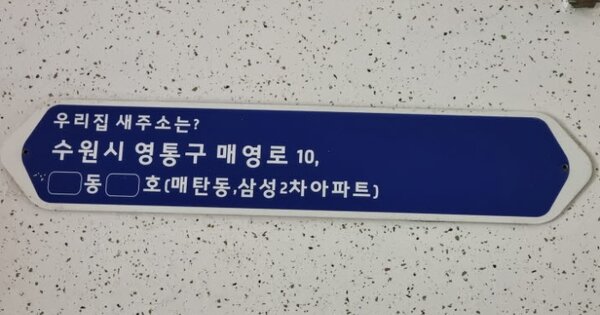 우리집 새주소는?
수원시 영통구 매영로 10,
동 호(매탄동,삼성2차아파트)